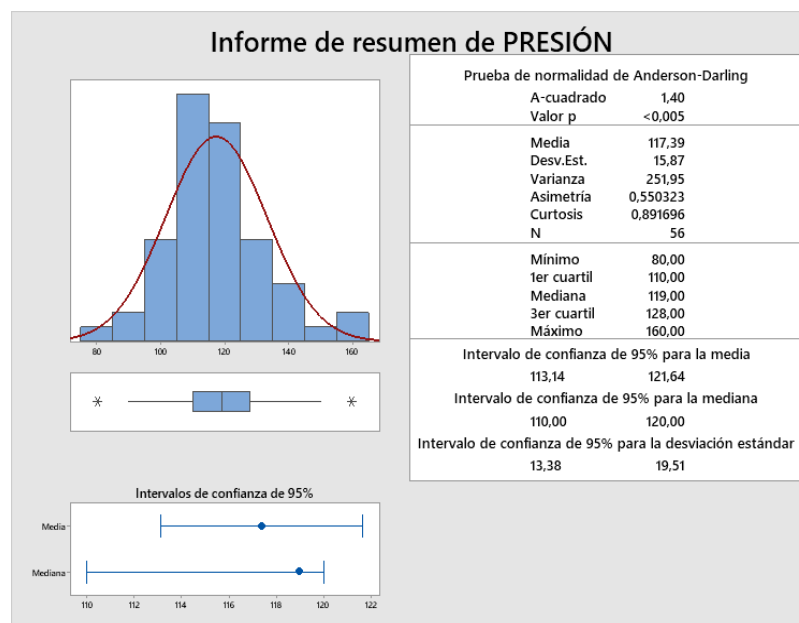 Informe de resumen de PRESIÓN
Prueba de normalidad de Anderson-Darling
A-cuadrado 1,40
Valor p <0,005
Media 117,39
Desv.Est. 15,87
Varianza 251,95
Asimetría 0,550323
Curtosis 0,891696
N 56
Mínimo 80,00
1er cuartil 110,00
Mediana 119,00
3er cuartil 128,00
Máximo 160,00
Intervalo de confianza de 95% para la media
113,14 121,64
Intervalo de confianza de 95% para la mediana
110,00 120,00
Intervalo de confianza de 95% para la desviación estándar
13,38 19,51
80 100 120 140 160
Intervalos de confianza de 95%
Media
Mediana
110 112 114 116 118 120 122